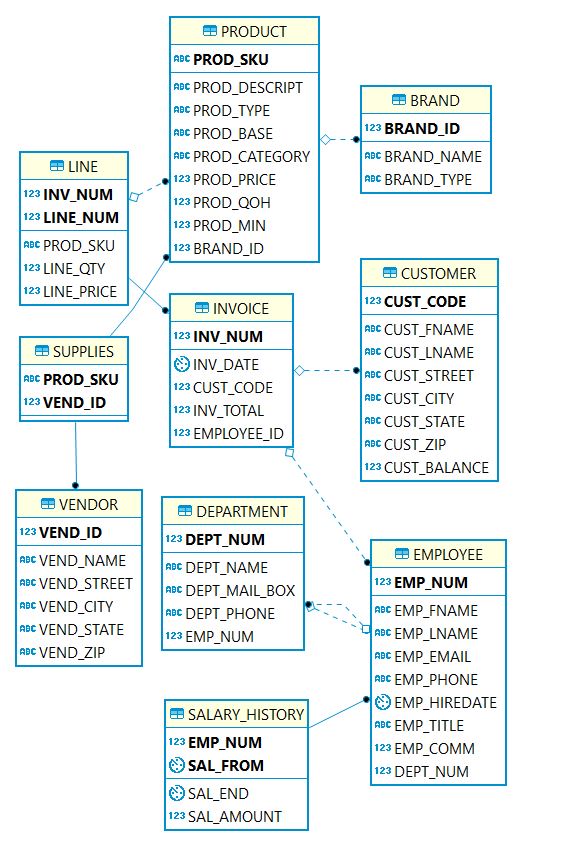 PRODUCT
ABC PROD_SKU
ABC PROD_DESCRIPT
ABC PROD_TYPE
ABC PROD_BASE
ABC PROD_CATEGORY
123 PROD_PRICE
123 PROD_QOH
123 PROD_MIN
123 BRAND_ID
BRAND
123 BRAND_ID
ABC BRAND_NAME
ABC BRAND_TYPE
LINE
123 INV_NUM
123 LINE_NUM
ABC PROD_SKU
123 LINE_QTY
123 LINE_PRICE
INVOICE
123 INV_NUM
INV_DATE
123 CUST_CODE
123 INV_TOTAL
123 EMPLOYEE_ID
CUSTOMER
123 CUST_CODE
ABC CUST_FNAME
ABC CUST_LNAME
ABC CUST_STREET
ABC CUST_CITY
ABC CUST_STATE
ABC CUST_ZIP
123 CUST_BALANCE
SUPPLIES
ABC PROD_SKU
123 VEND_ID
VENDOR
123 VEND_ID
ABC VEND_NAME
ABC VEND_STREET
ABC VEND_CITY
ABC VEND_STATE
ABC VEND_ZIP
DEPARTMENT
123 DEPT_NUM
ABC DEPT_NAME
ABC DEPT_MAIL_BOX
ABC DEPT_PHONE
123 EMP_NUM
EMPLOYEE
123 EMP_NUM
ABC EMP_FNAME
ABC EMP_LNAME
ABC EMP_EMAIL
ABC EMP_PHONE
EMP_HIREDATE
ABC EMP_TITLE
123 EMP_COMM
123 DEPT_NUM
SALARY_HISTORY
123 EMP_NUM
SAL_FROM
SAL_END
123 SAL_AMOUNT